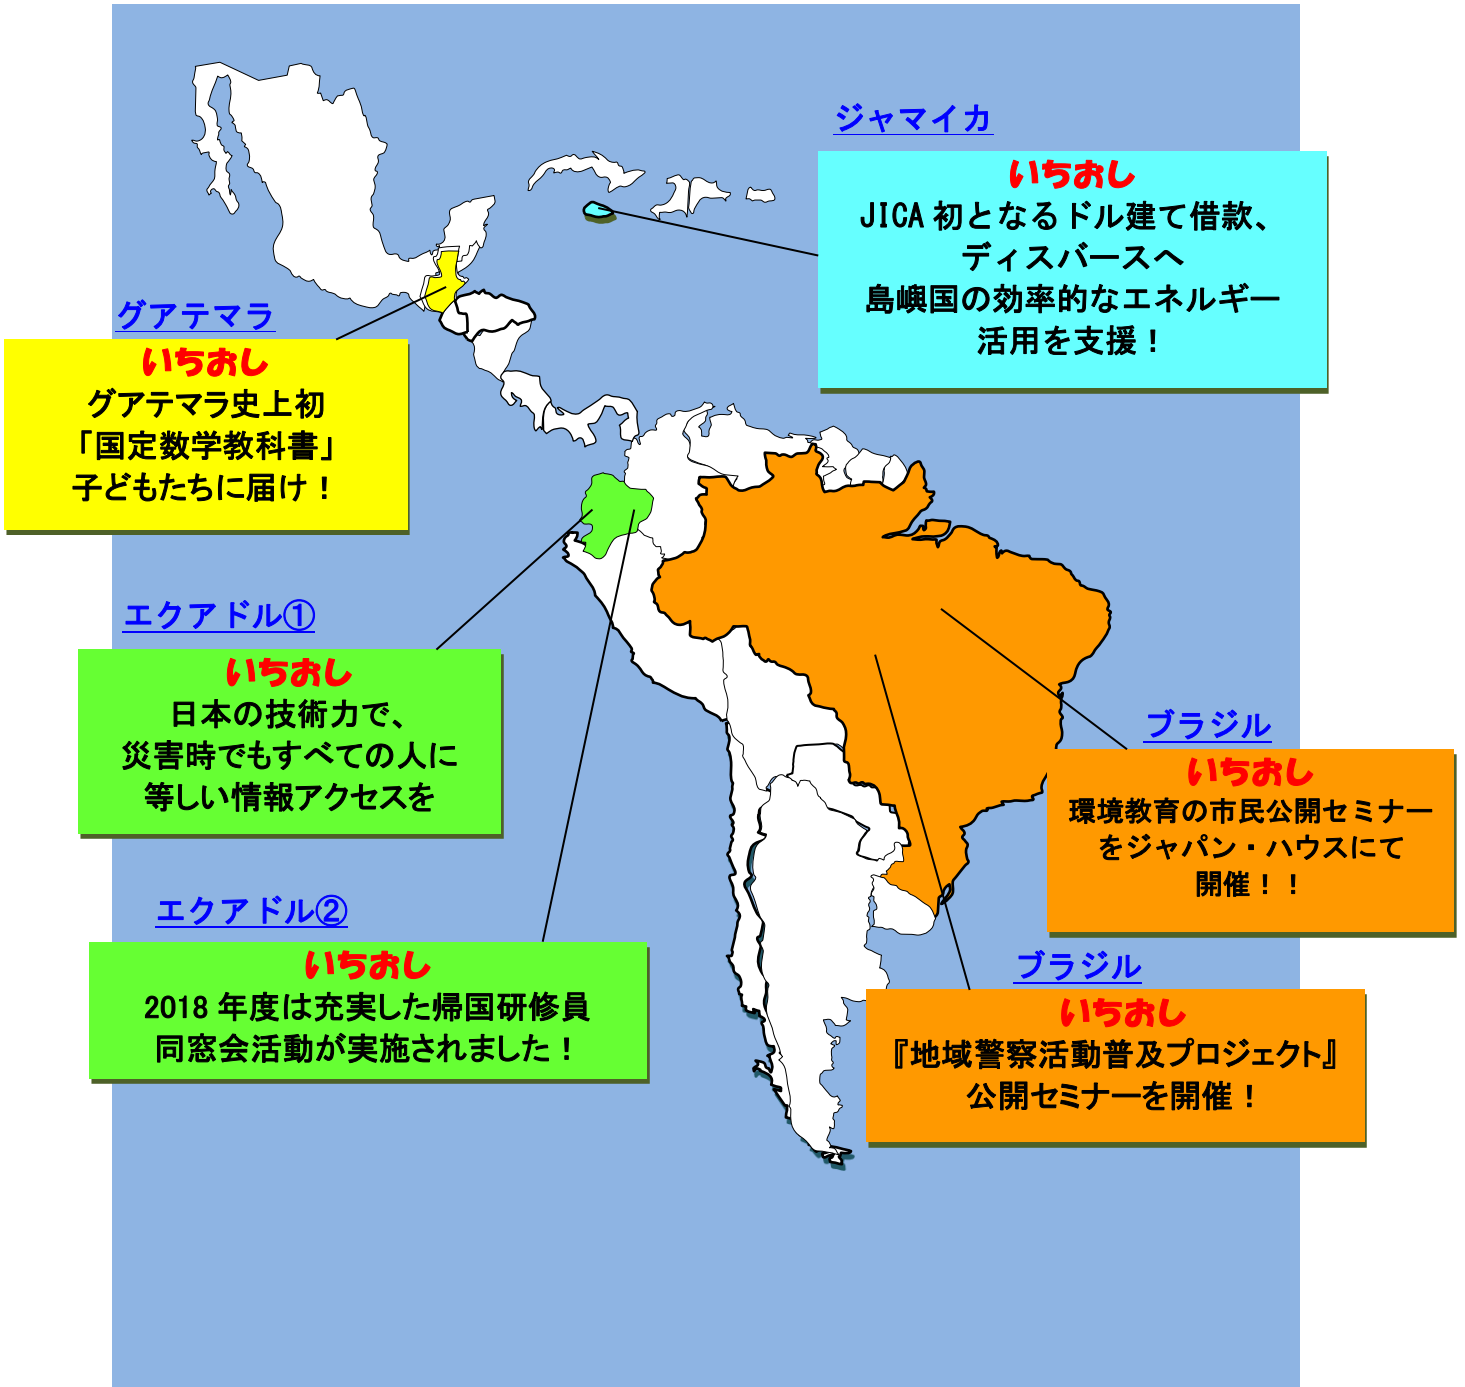 ジャマイカ
いちおし
JICA 初となるドル建て借款、
ディスバースへ
島嶼国の効率的なエネルギー
活用を支援！
グアテマラ
いちおし
グアテマラ史上初
「国定数学教科書」
子どもたちに届け！
エクアドル①
いちおし
日本の技術力で、
災害時でもすべての人に
等しい情報アクセスを
ブラジル
いちおし
環境教育の市民公開セミナー
をジャパン・ハウスにて
開催！！
エクアドル②
いちおし
2018 年度は充実した帰国研修員
同窓会活動が実施されました！
ブラジル
いちおし
『地域警察活動普及プロジェクト』
公開セミナーを開催！